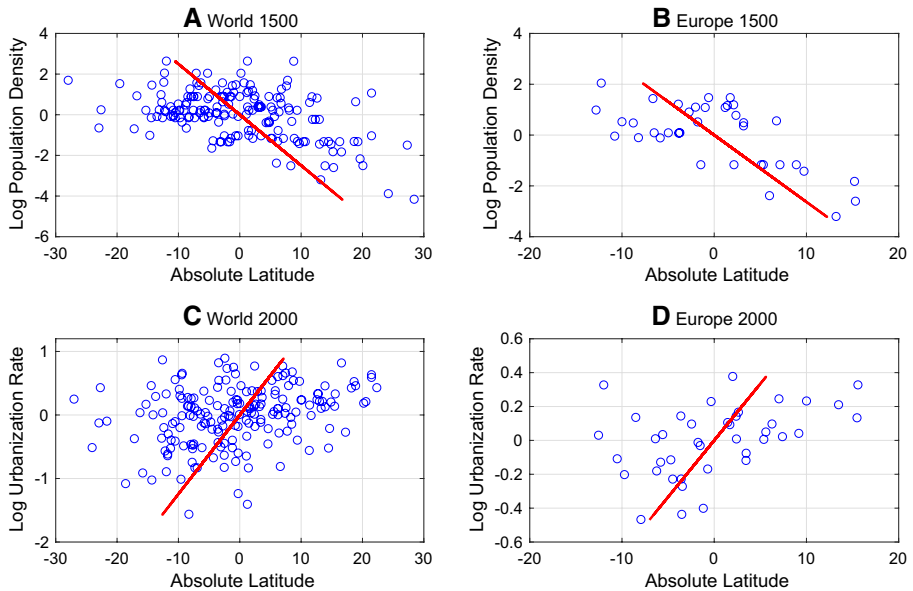 A World 1500
4
2
0
-2
-4
-6
Log Population Density
-30 -20 -10 0 10 20 30
Absolute Latitude
B Europe 1500
4
2
0
-2
-4
Log Population Density
-20 -10 0 10 20
Absolute Latitude
C World 2000
1
0
-1
-2
Log Urbanization Rate
-30 -20 -10 0 10 20 30
Absolute Latitude
D Europe 2000
0.6
0.4
0.2
0
-0.2
-0.4
-0.6
Log Urbanization Rate
-20 -10 0 10 20
Absolute Latitude